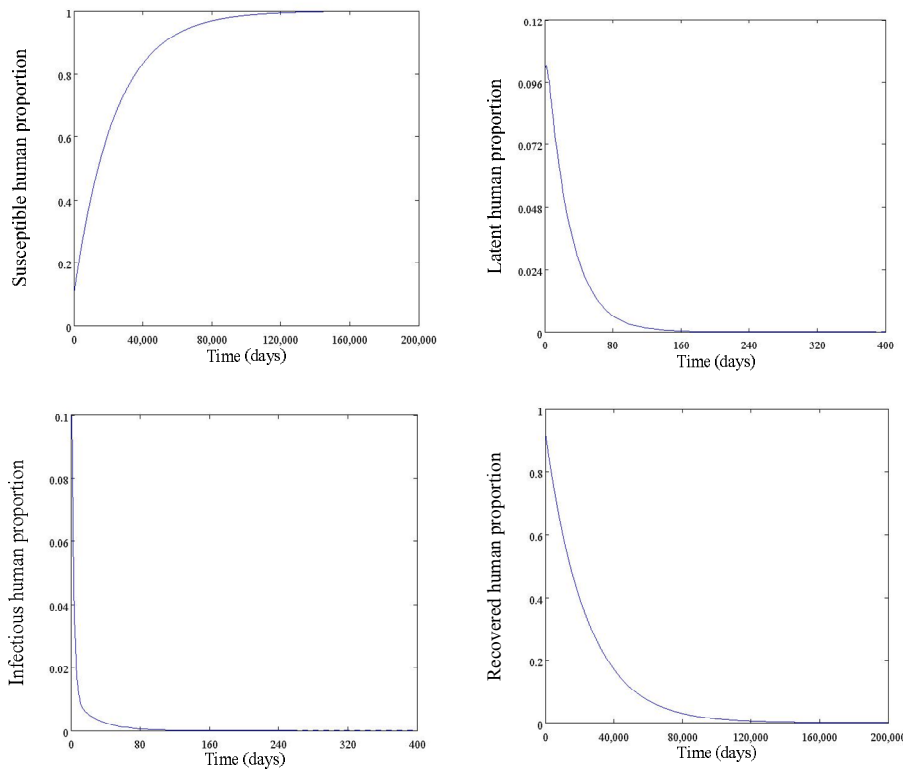 Susceptible human proportion
1
0.8
0.6
0.4
0.2
0
0 40,000 80,000 120,000 160,000 200,000
Time (days)
Latent human proportion
0.12
0.096
0.072
0.048
0.024
0
0 80 160 240 320 400
Time (days)
Infectious human proportion
0.1
0.08
0.06
0.04
0.02
0
0 80 160 240 320 400
Time (days)
Recovered human proportion
1
0.8
0.6
0.4
0.2
0
0 40,000 80,000 120,000 160,000 200,000
Time (days)